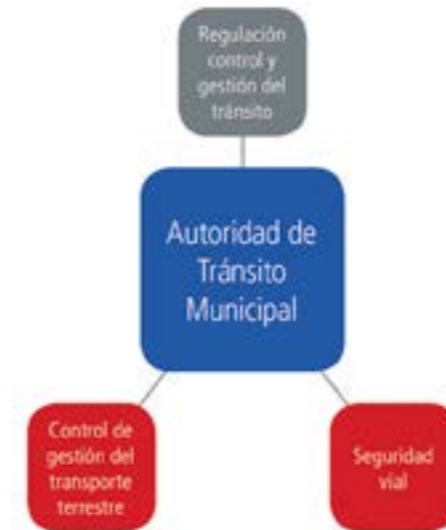 Regulación
control y
gestión del
tránsito
Autoridad de
Tránsito
Municipal
Control de
gestión del
transporte
terrestre
Seguridad
vial